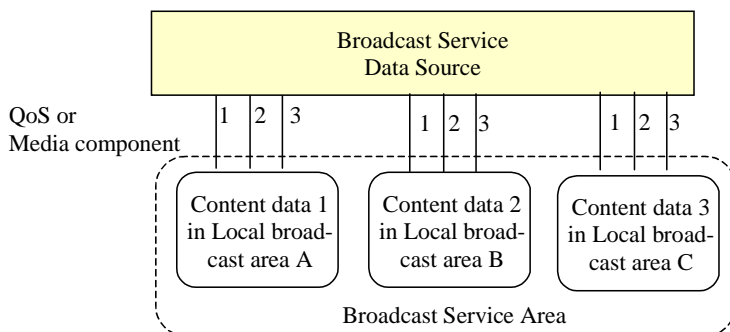 Broadcast Service
Data Source
QoS or
Media component
1 2 3
1 2 3
1 2 3
Content data 1
in Local broad-
cast area A
Content data 2
in Local broad-
cast area B
Content data 3
in Local broad-
cast area C
Broadcast Service Area